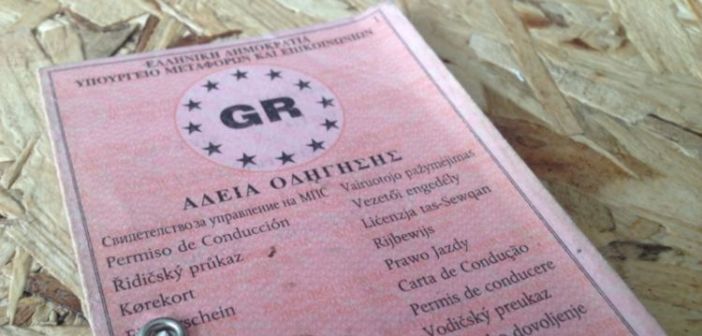 1
ΕΛΛΗΝΙΚΗ ΔΗΜΟΚΡΑΤΙΑ
ΥΠΟΥΡΓΕΙΟ ΜΕΤΑΦΟΡΩΝ ΚΑΙ ΕΠΙΚΟΙΝΩΝΙΩΝ
GR
ΑΔΕΙΑ ΟΔΗΓΗΣΗΣ
Свидетелство за управление на МПС
Permiso de Conducción
Řidičský průkaz
Kørekort
Vairuotojo pažymėjimas
Vezetői engedély
Liċenzja tas-Sewqan
Rijbewijs
Prawo Jazdy
Carta de Condução
Permis de conducere
Vodičský preukaz
dovoljenje